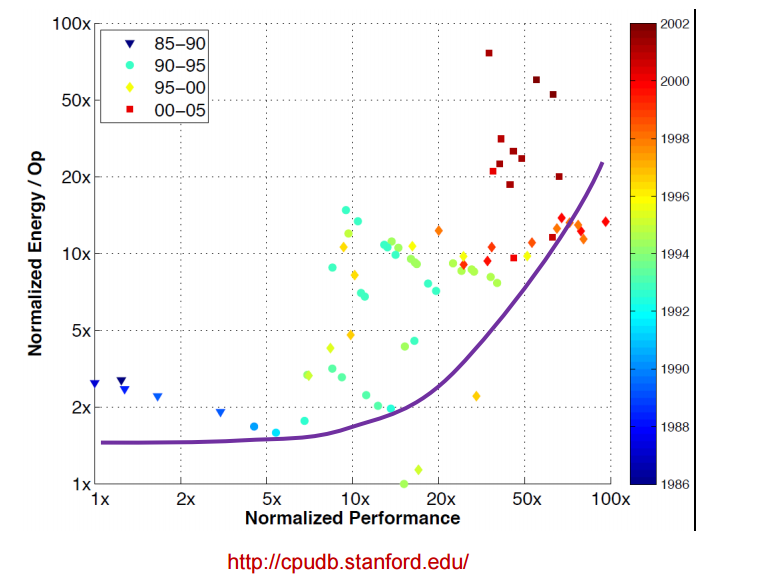 100x
50x
20x
10x
5x
2x
1x
Normalized Energy / Op
85−90
90−95
95−00
00−05
1x 2x 5x 10x 20x 50x 100x
Normalized Performance
2002
2000
1998
1996
1994
1992
1990
1988
1986
http://cpudb.stanford.edu/